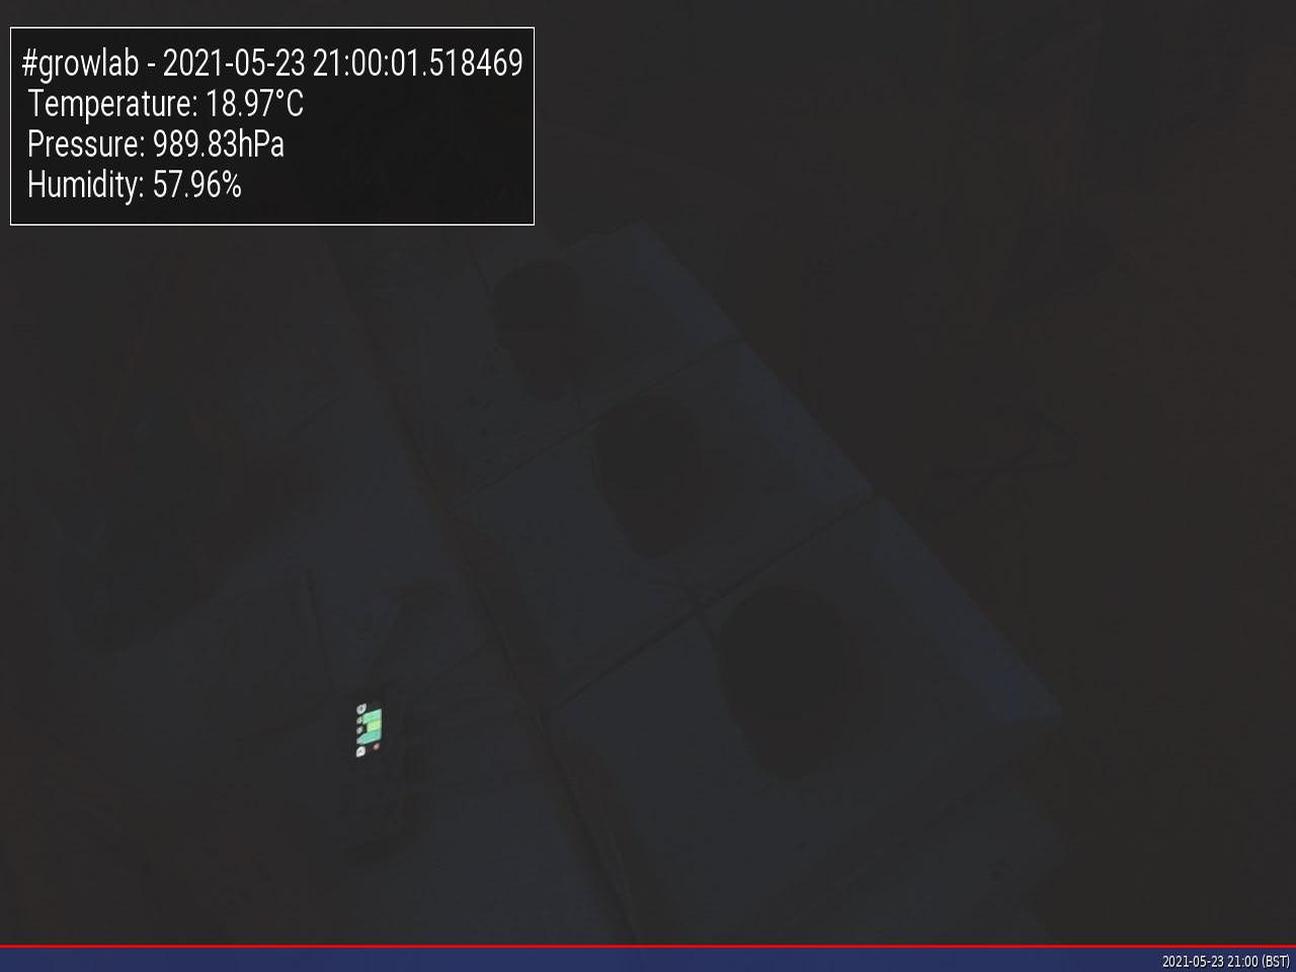 #growlab - 2021-05-23 21:00:01.518469
Temperature: 18.97°C
Pressure: 989.83hPa
Humidity: 57.96%
2021-05-23 21:00 (BST)